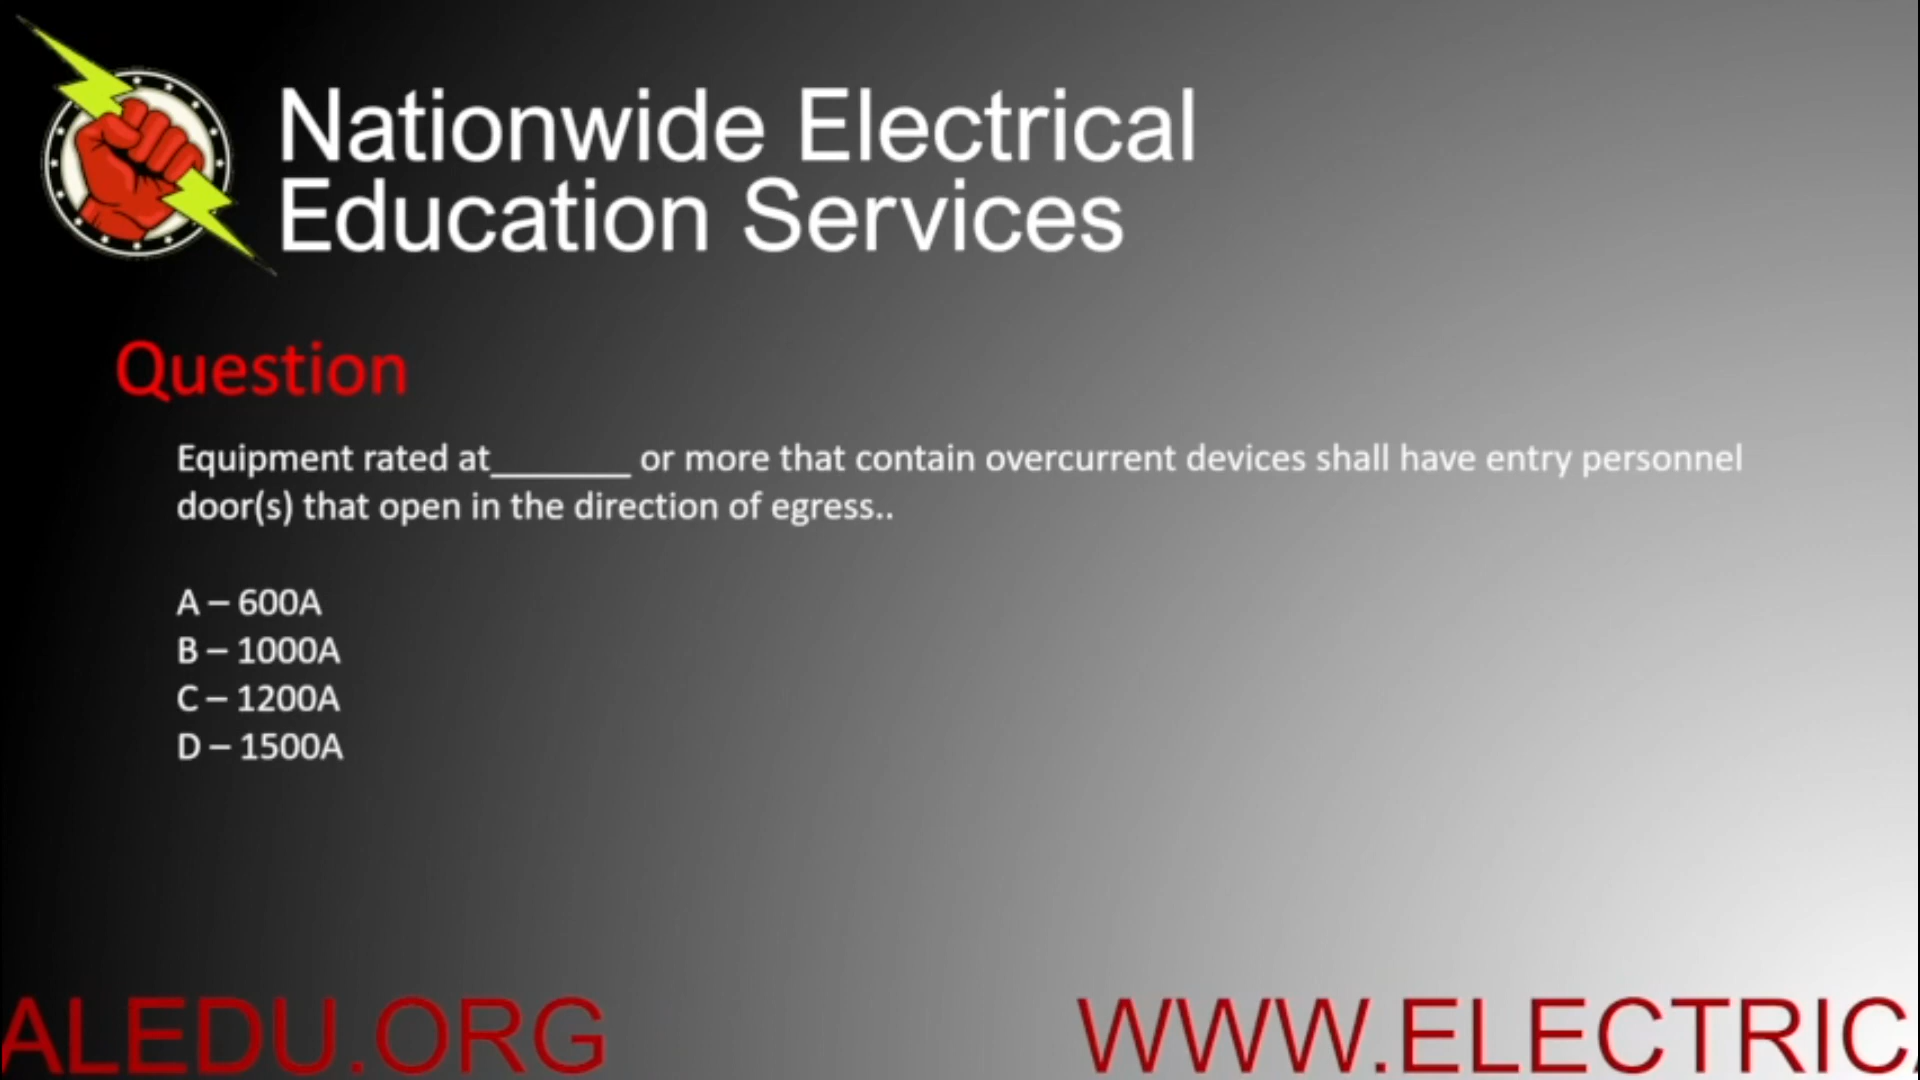 Nationwide Electrical
Education Services
Question
Equipment rated at_______ or more that contain overcurrent devices shall have entry personnel
door(s) that open in the direction of egress..
A – 600A
B – 1000A
C – 1200A
D – 1500A
ALEDU.ORG WWW.ELECTRICA